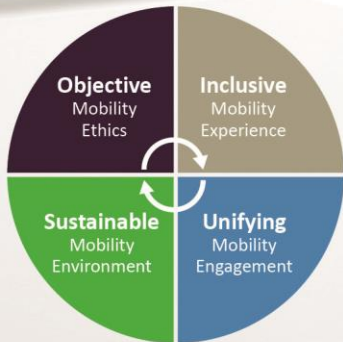 Objective
Mobility
Ethics
Inclusive
Mobility
Experience
Sustainable
Mobility
Environment
Unifying
Mobility
Engagement